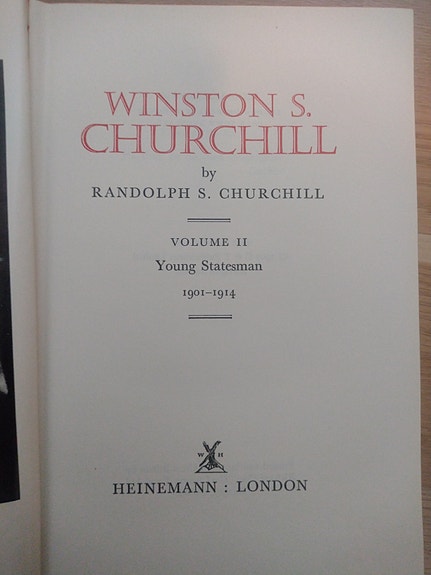 WINSTON S.
CHURCHILL
by
RANDOLPH S. CHURCHILL
VOLUME II
Young Statesman
1901–1914
W H
HEINEMANN : LONDON